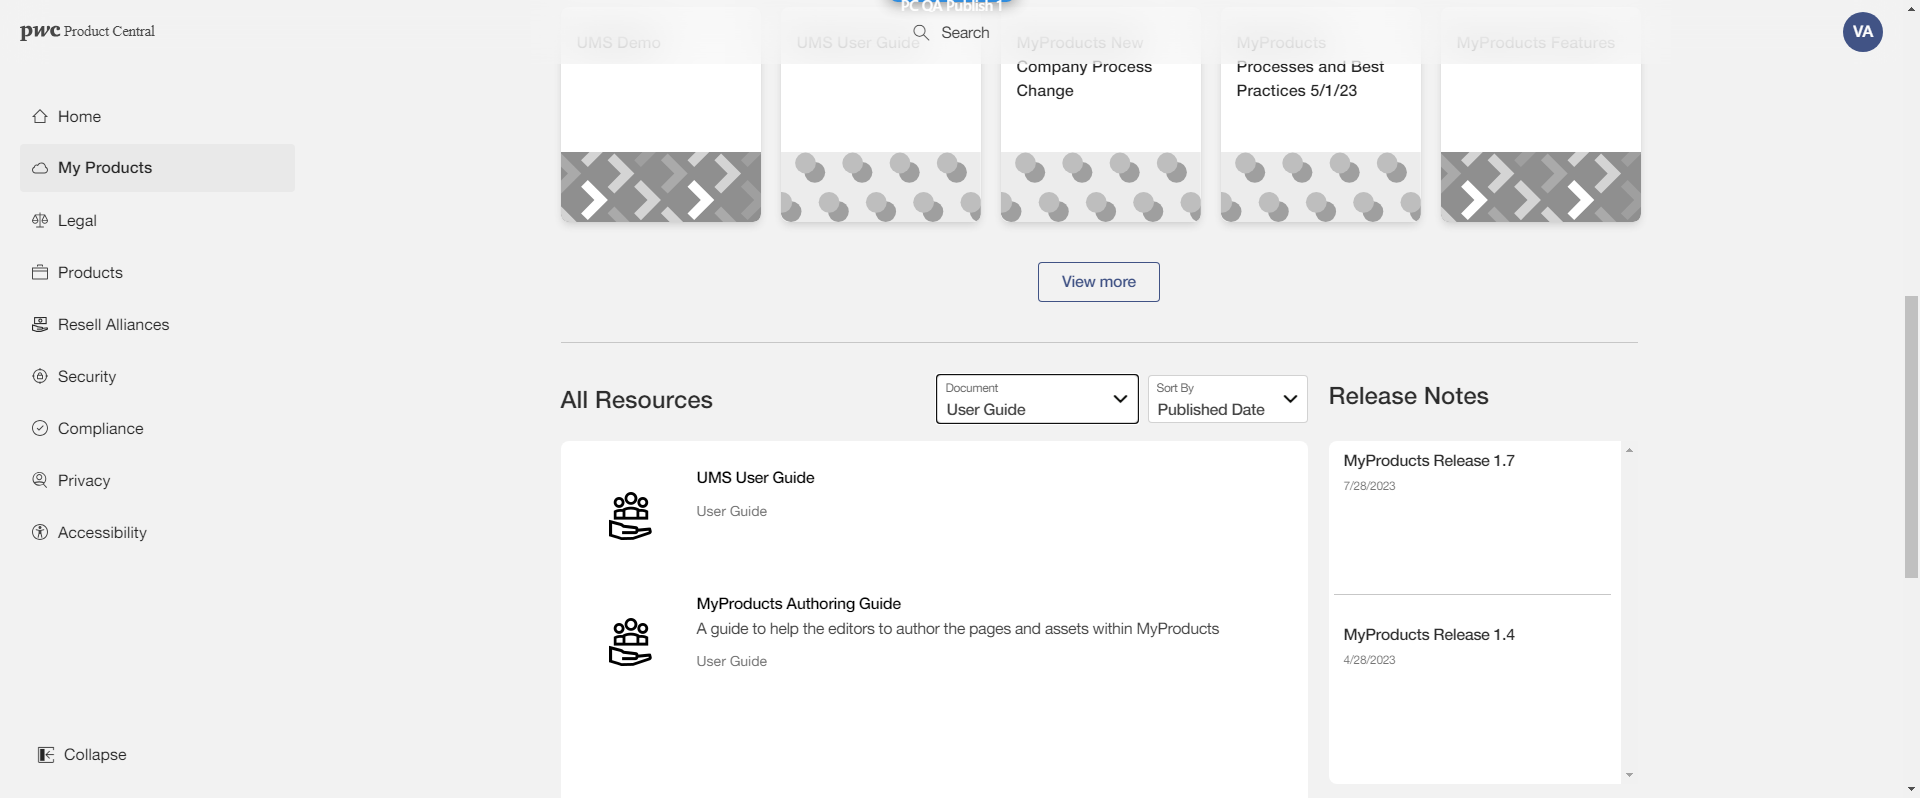 PC QA Publish 1
pwc Product Central
Search
VA
Home
My Products
Legal
Products
Resell Alliances
Security
Compliance
Privacy
Accessibility
Collapse
UMS Demo
UMS User Guide
MyProducts New
Company Process
Change
MyProducts
Processes and Best
Practices 5/1/23
MyProducts Features
View more
All Resources
Document
User Guide
Sort By
Published Date
UMS User Guide
User Guide
MyProducts Authoring Guide
A guide to help the editors to author the pages and assets within MyProducts
User Guide
Release Notes
MyProducts Release 1.7
7/28/2023
MyProducts Release 1.4
4/28/2023